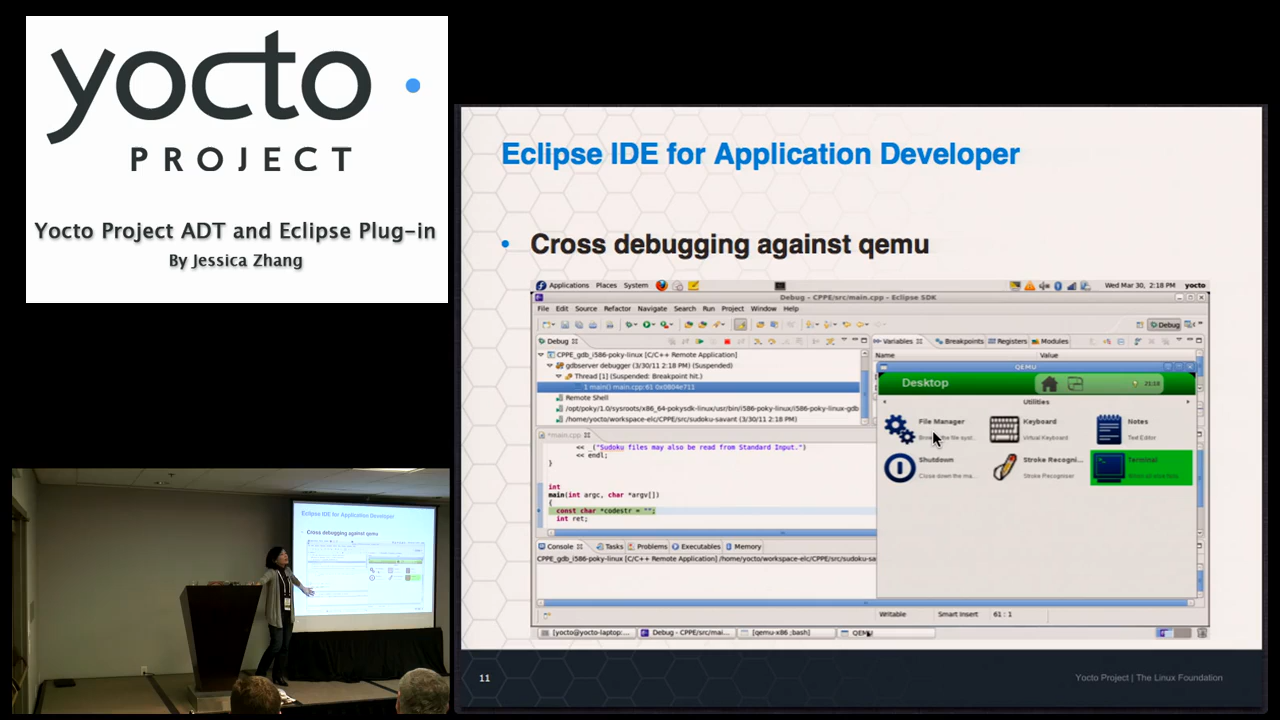 yocto
PROJECT
Yocto Project ADT and Eclipse Plug-in
By Jessica Zhang
Eclipse IDE for Application Developer
• Cross debugging against qemu
Applications Places System Wed Mar 30, 2:18 PM yocto
Debug - CPPE/src/main.cpp - Eclipse SDK
File Edit Source Refactor Navigate Search Run Project Window Help
Debug
Debug
Variables Breakpoints Registers Modules
CPPE_gdb_i586-poky-linux [C/C++ Remote Application]
Name Value
gdbserver debugger (3/30/11 2:18 PM) (Suspended)
Thread [1] (Suspended: Breakpoint hit.)
1 main() main.cpp:61 0x0804e711
Remote Shell
/opt/poky/1.0/sysroots/x86_64-pokysdk-linux/usr/bin/i586-poky-linux/i586-poky-linux-gdb
/home/yocto/workspace-elc/CPPE/src/sudoku-savant (3/30/11 2:18 PM)
QEMU
Desktop
21:18
Utilities
File Manager
Keyboard
Virtual Keyboard
Notes
Text Editor
Shutdown
Close down the ma...
Stroke Recogni...
Stroke Recogniser
Terminal
*main.cpp
<< _("Sudoku files may also be read from Standard Input.")
<< endl;
}
int
main(int argc, char *argv[])
{
const char *codestr = "";
int ret;
Console Tasks Problems Executables Memory
CPPE_gdb_i586-poky-linux [C/C++ Remote Application] /home/yocto/workspace-elc/CPPE/src/sudoku-sa
Writable Smart Insert 61 : 1
[yocto@yocto-laptop:... Debug - CPPE/src/mai... [qemu-x86 ;bash] QEMU
11
Yocto Project | The Linux Foundation
Eclipse IDE for Application Developer
Cross debugging against qemu